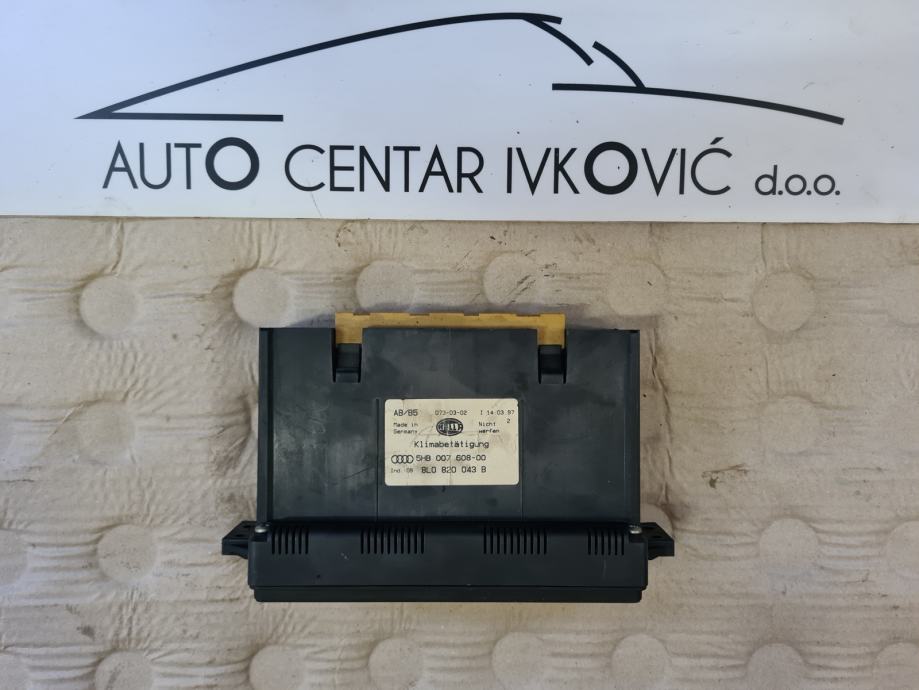 AUTO CENTAR IVKOVIĆ d.o.o.
A8/B5 073-03-02 I 14.03.97
Made in Germany HELLA Nicht werfen 2
Klimabetätigung
5HB 007 608-00
Ind. 08 8L0 820 043 B